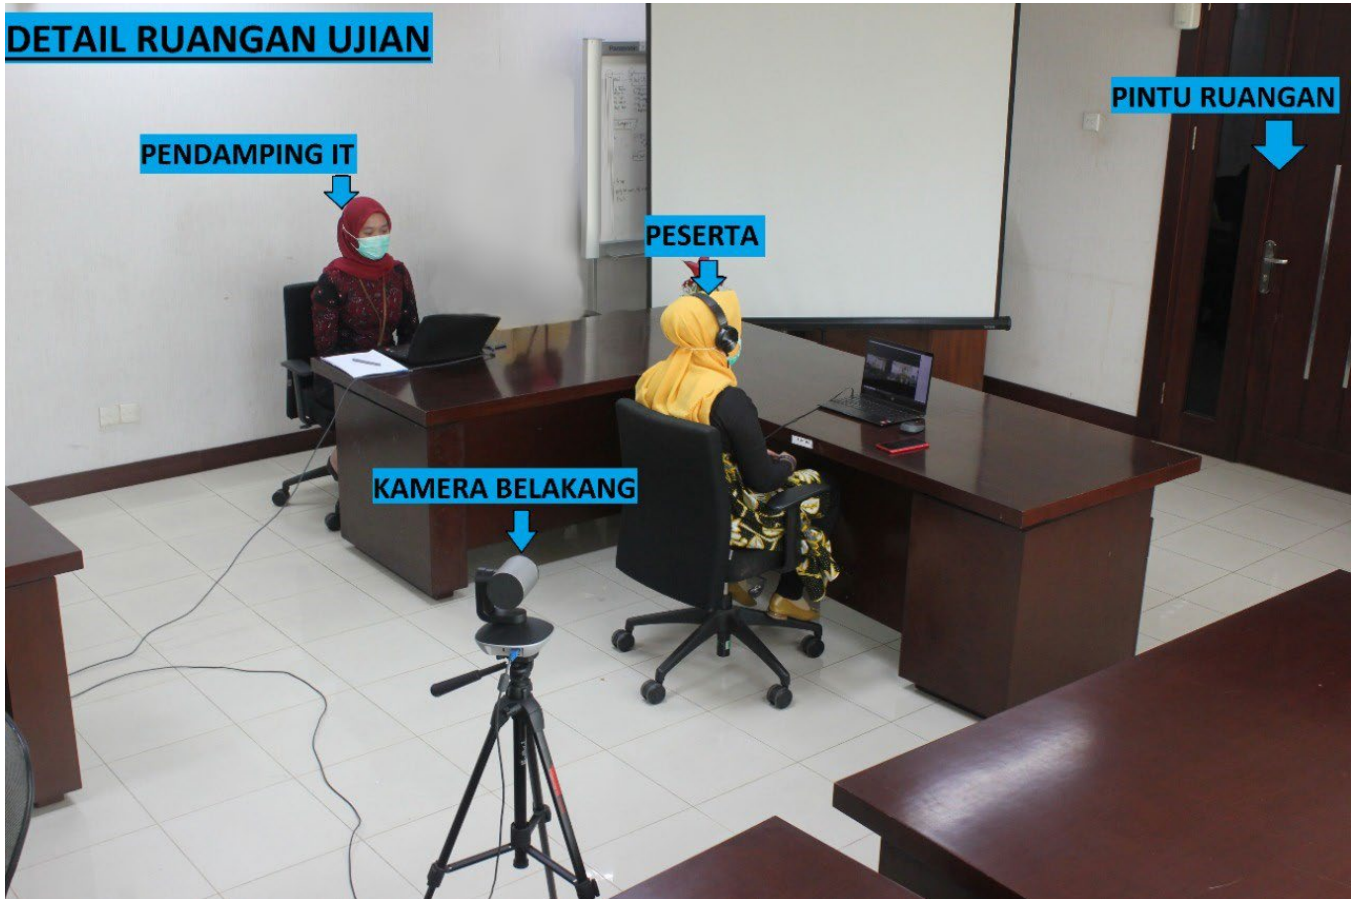 DETAIL RUANGAN UJIAN
PINTU RUANGAN
PENDAMPING IT
PESERTA
KAMERA BELAKANG